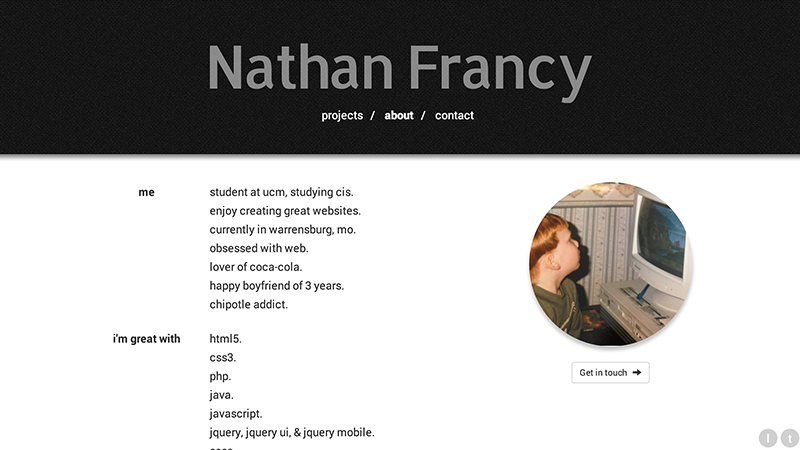 Nathan Francy
projects / about / contact
me
student at ucm, studying cis.
enjoy creating great websites.
currently in warrensburg, mo.
obsessed with web.
lover of coca-cola.
happy boyfriend of 3 years.
chipotle addict.
i'm great with
html5.
css3.
php.
java.
javascript.
jquery, jquery ui, & jquery mobile.
Get in touch
l t